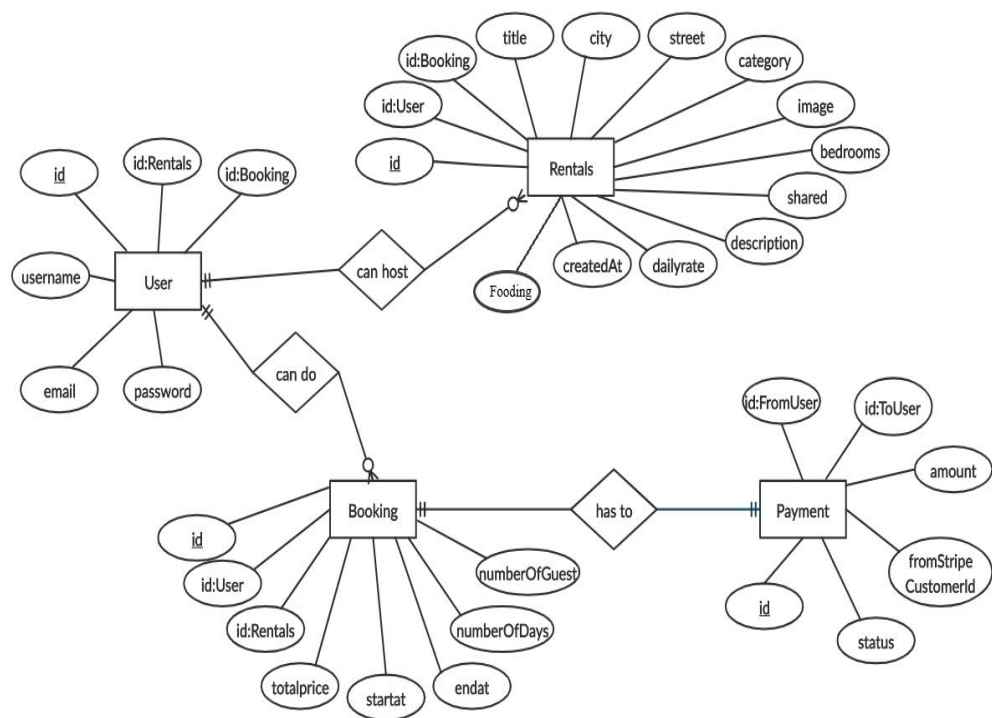 title
city
street
id:Booking
category
id:User
image
id
Rentals
bedrooms
shared
description
createdAt
dailyrate
Fooding
id
id:Rentals
id:Booking
username
User
can host
email
password
can do
id:FromUser
id:ToUser
amount
Booking
has to
Payment
id
id:User
id:Rentals
totalprice
startat
endat
numberOfDays
numberOfGuest
fromStripe
CustomerId
id
status